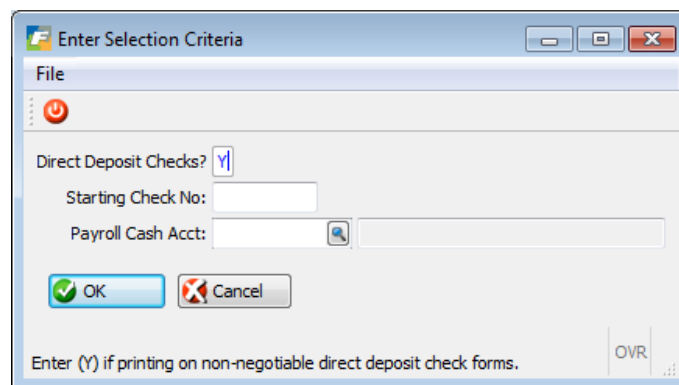 Enter Selection Criteria
File
Direct Deposit Checks? Y
Starting Check No:
Payroll Cash Acct:
OK Cancel
Enter (Y) if printing on non-negotiable direct deposit check forms. OVR